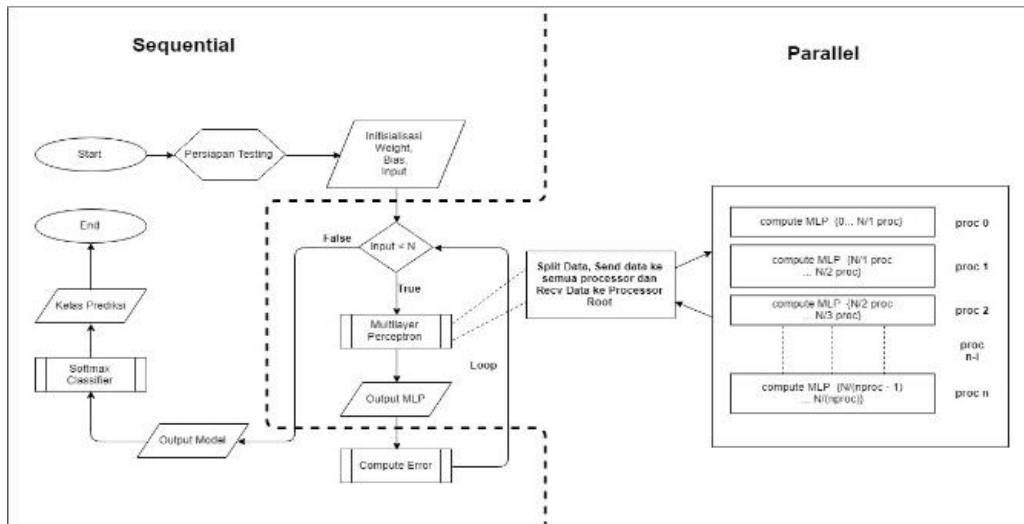 Sequential
Parallel
Start
Persiapan Testing
Initisialisasi
Weight,
Bias,
Input
End
False
Input < N
True
Kelas Prediksi
Multilayer
Perceptron
Softmax
Classifier
Loop
Output MLP
Output Model
Compute Error
Split Data, Send data ke
semua processor dan
Recv Data ke Processor
Root
compute MLP {0... N/1 proc}
proc 0
compute MLP {N/1 proc
... N/2 proc}
proc 1
compute MLP {N/2 proc
... N/3 proc}
proc 2
proc
compute MLP {N/(nproc - 1)
... N/(nproc)}
proc n